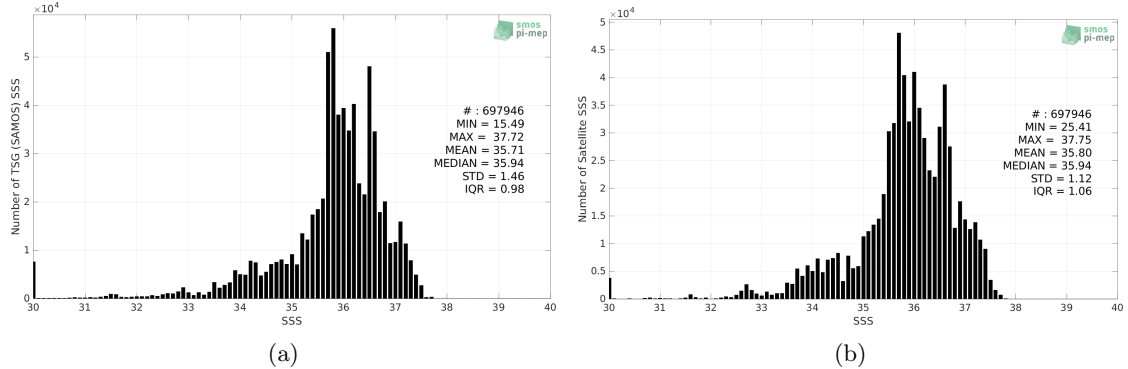 ×10⁴
smos
pi-mep
Number of TSG (SAMOS) SSS
5
4
3
2
1
0
# : 697946
MIN = 15.49
MAX = 37.72
MEAN = 35.71
MEDIAN = 35.94
STD = 1.46
IQR = 0.98
30 31 32 33 34 35 36 37 38 39 40
SSS
(a)
×10⁴
smos
pi-mep
Number of Satellite SSS
5
4.5
4
3.5
3
2.5
2
1.5
1
0.5
0
# : 697946
MIN = 25.41
MAX = 37.75
MEAN = 35.80
MEDIAN = 35.94
STD = 1.12
IQR = 1.06
30 31 32 33 34 35 36 37 38 39 40
SSS
(b)